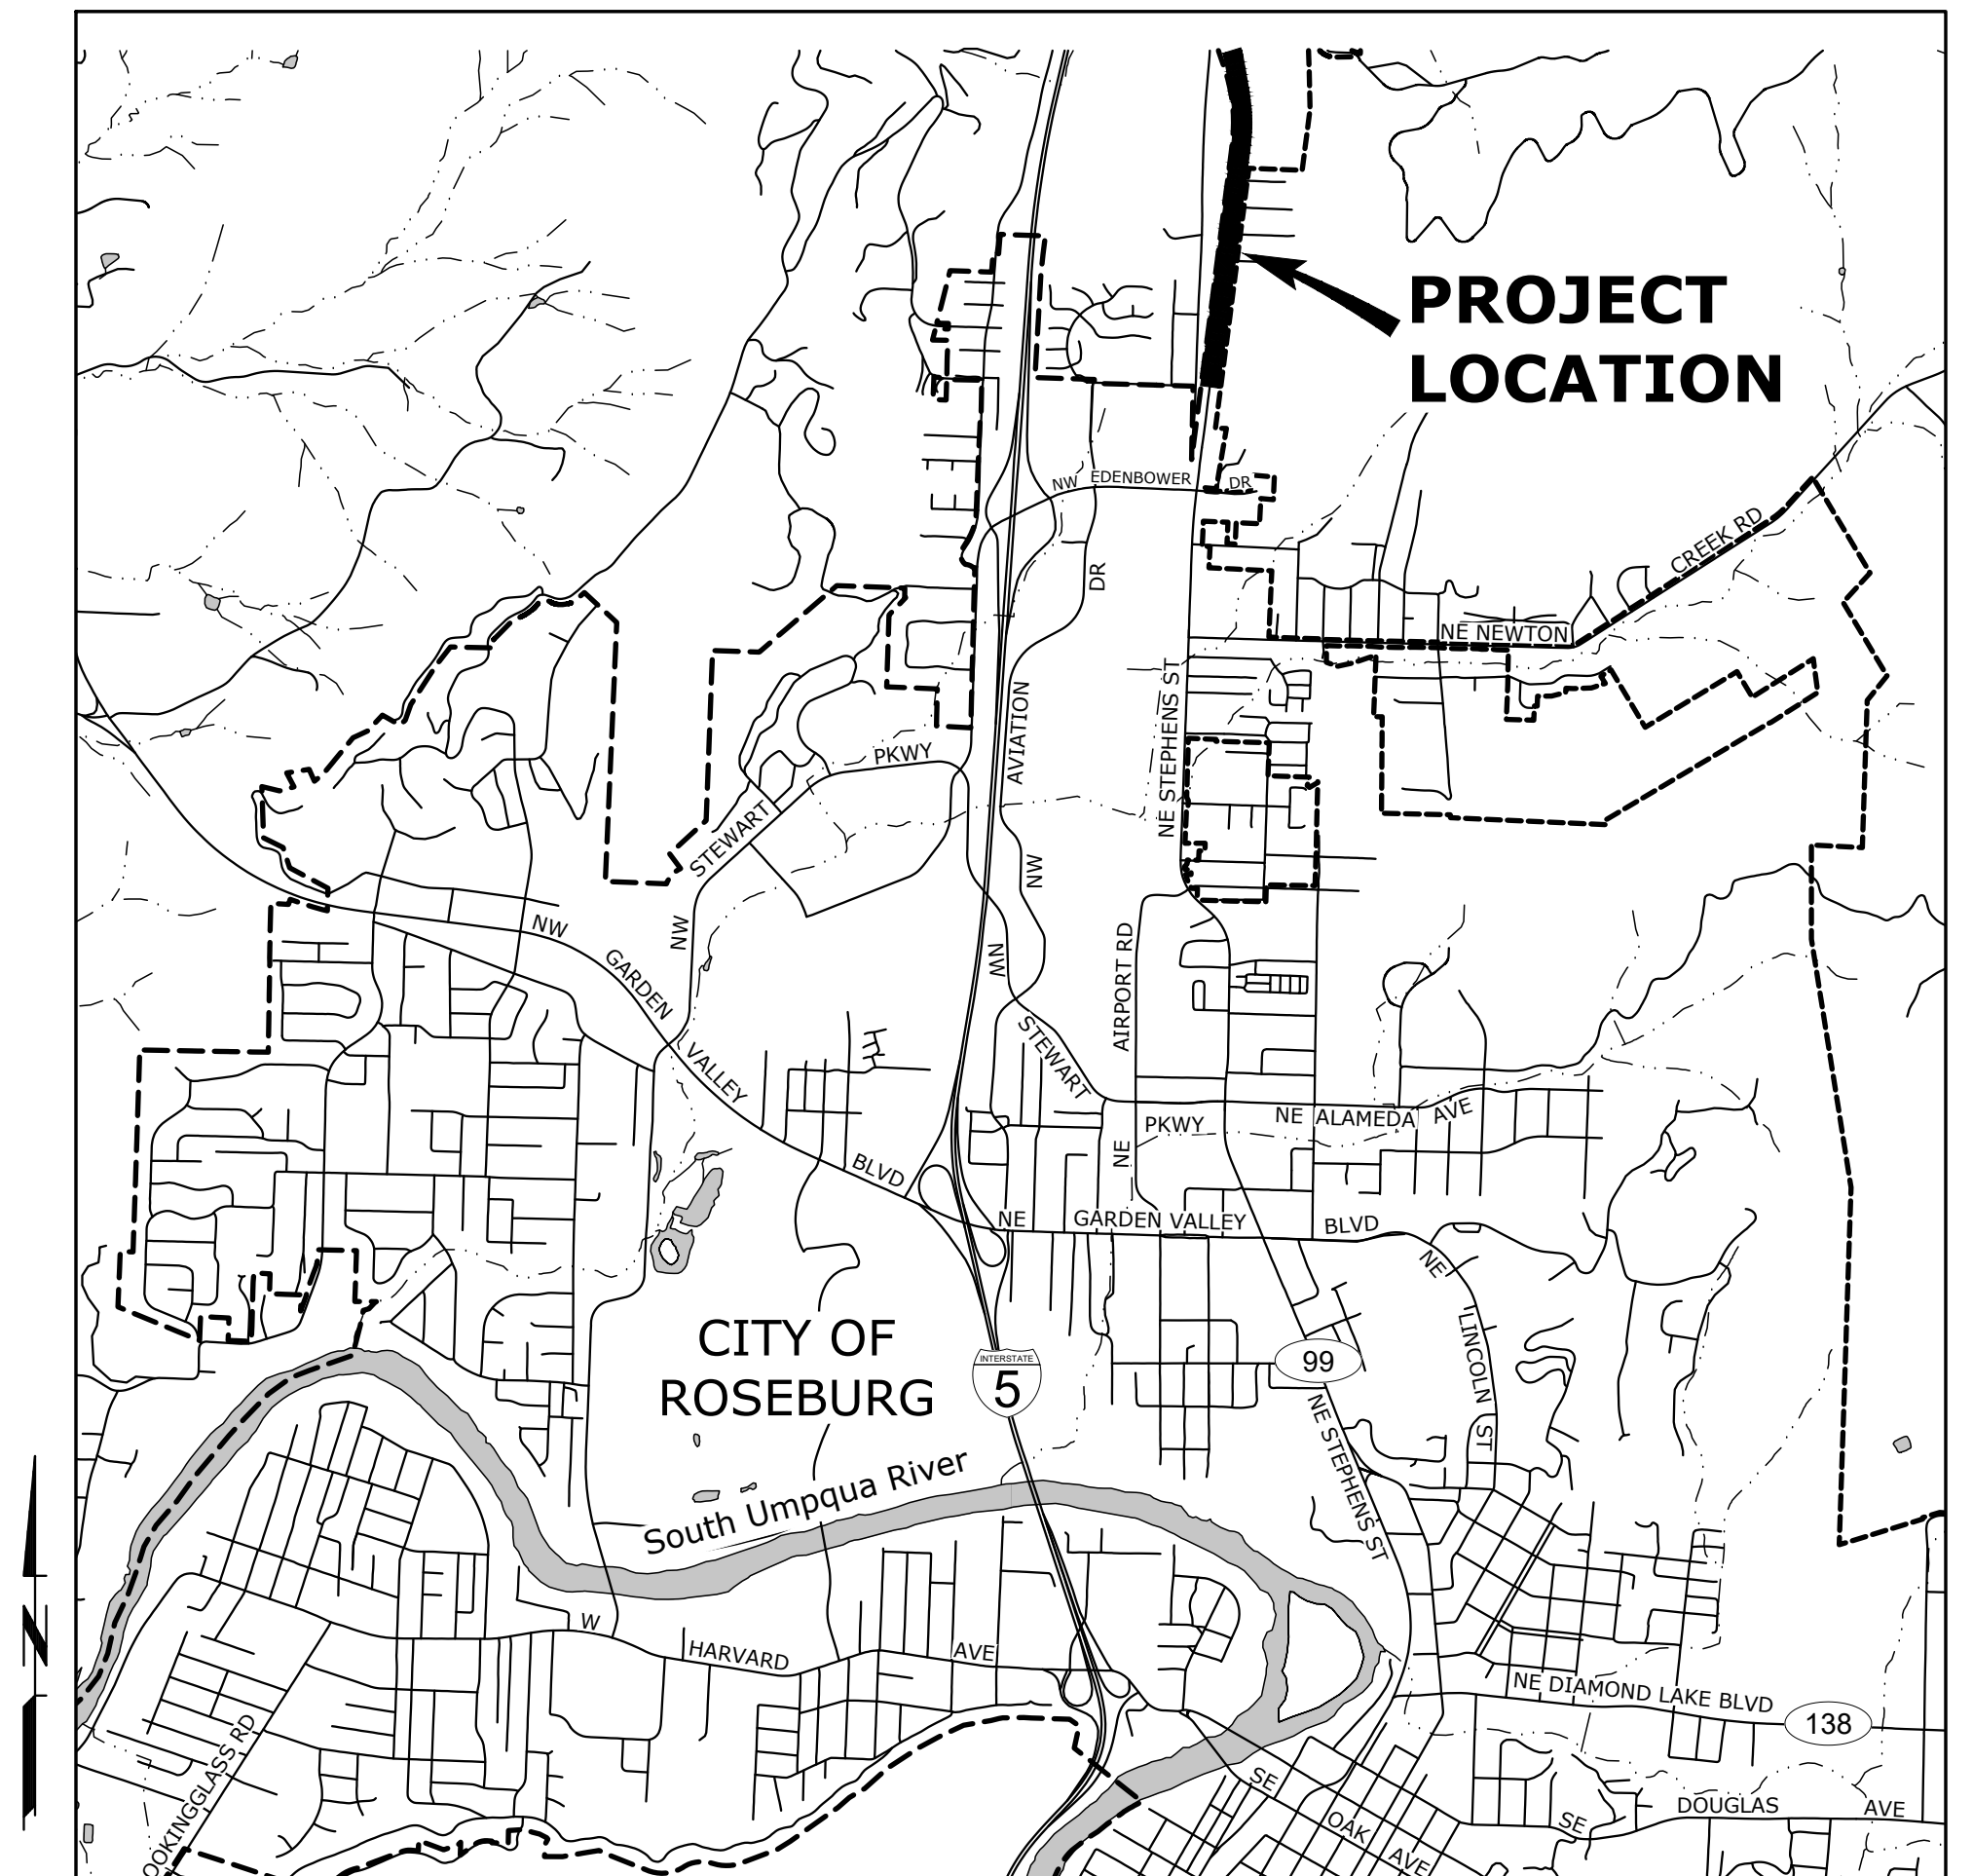 PROJECT
LOCATION
NW EDENBOWER DR
CREEK RD
DR
NE NEWTON
NE STEPHENS ST
AVIATION
PKWY
STEWART
NW
NW
NW
GARDEN
VALLEY
BLVD
NW
STEWART
PKWY
AIRPORT RD
NE
NE ALAMEDA AVE
NE GARDEN VALLEY BLVD
NE
LINCOLN
ST
CITY OF
ROSEBURG
INTERSTATE
5
99
NE STEPHENS ST
South Umpqua River
N
W HARVARD AVE
NE DIAMOND LAKE BLVD
138
OOKINGGLASS RD
SE OAK AVE
SE DOUGLAS AVE